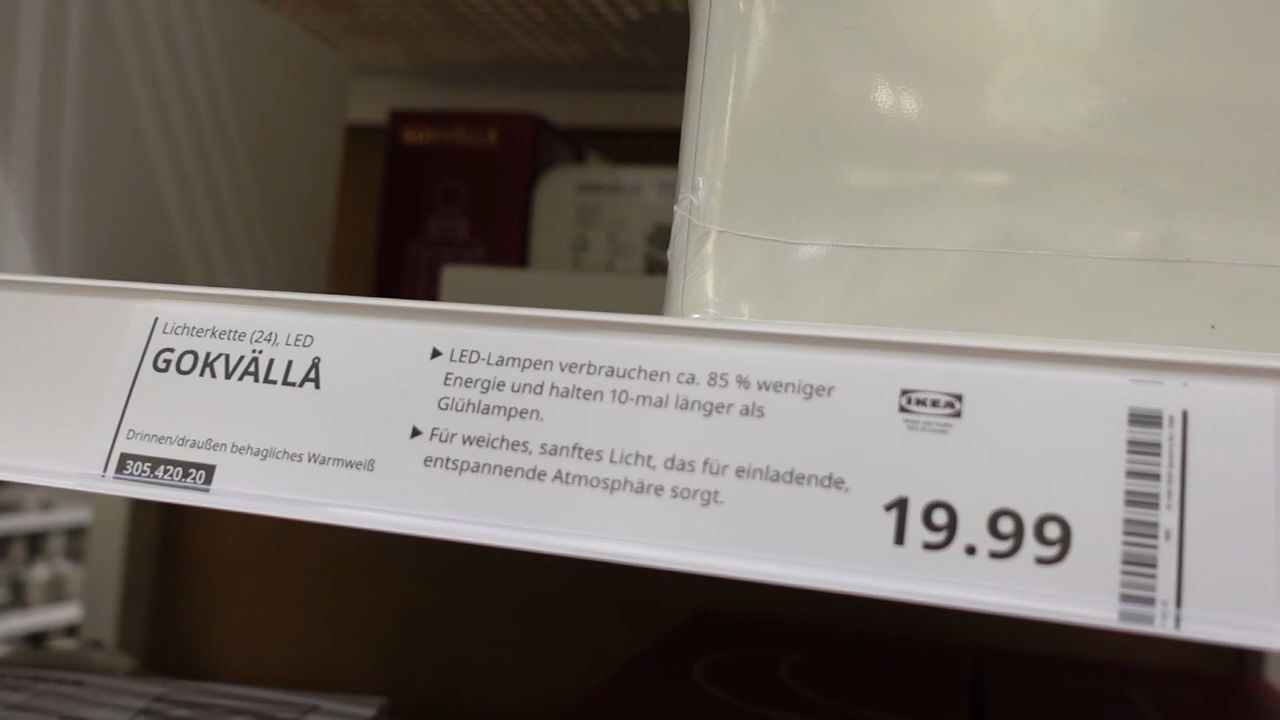 GOKVÄLLÅ
Lichterkette (24), LED
GOKVÄLLÅ
Drinnen/draußen behagliches Warmweiß
305.420.20
▶ LED-Lampen verbrauchen ca. 85 % weniger
Energie und halten 10-mal länger als
Glühlampen.
▶ Für weiches, sanftes Licht, das für einladende,
entspannende Atmosphäre sorgt.
IKEA
19.99